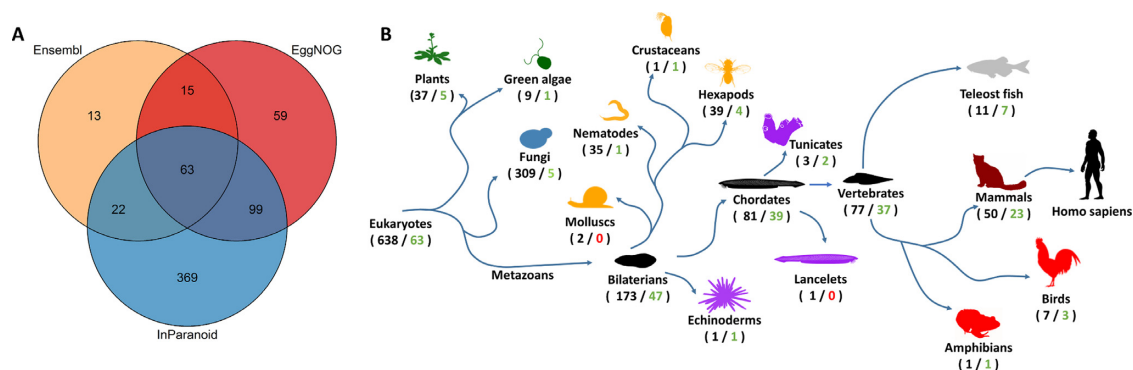 A
Ensembl
EggNOG
13
15
59
63
22
99
369
InParanoid
B
Plants
(37 / 5)
Green algae
(9 / 1)
Crustaceans
(1 / 1)
Hexapods
(39 / 4)
Teleost fish
(11 / 7)
Fungi
(309 / 5)
Nematodes
(35 / 1)
Tunicates
(3 / 2)
Molluscs
(2 / 0)
Chordates
(81 / 39)
Vertebrates
(77 / 37)
Mammals
(50 / 23)
Homo sapiens
Eukaryotes
(638 / 63)
Metazoans
Bilaterians
(173 / 47)
Lancelets
(1 / 0)
Echinoderms
(1 / 1)
Birds
(7 / 3)
Amphibians
(1 / 1)